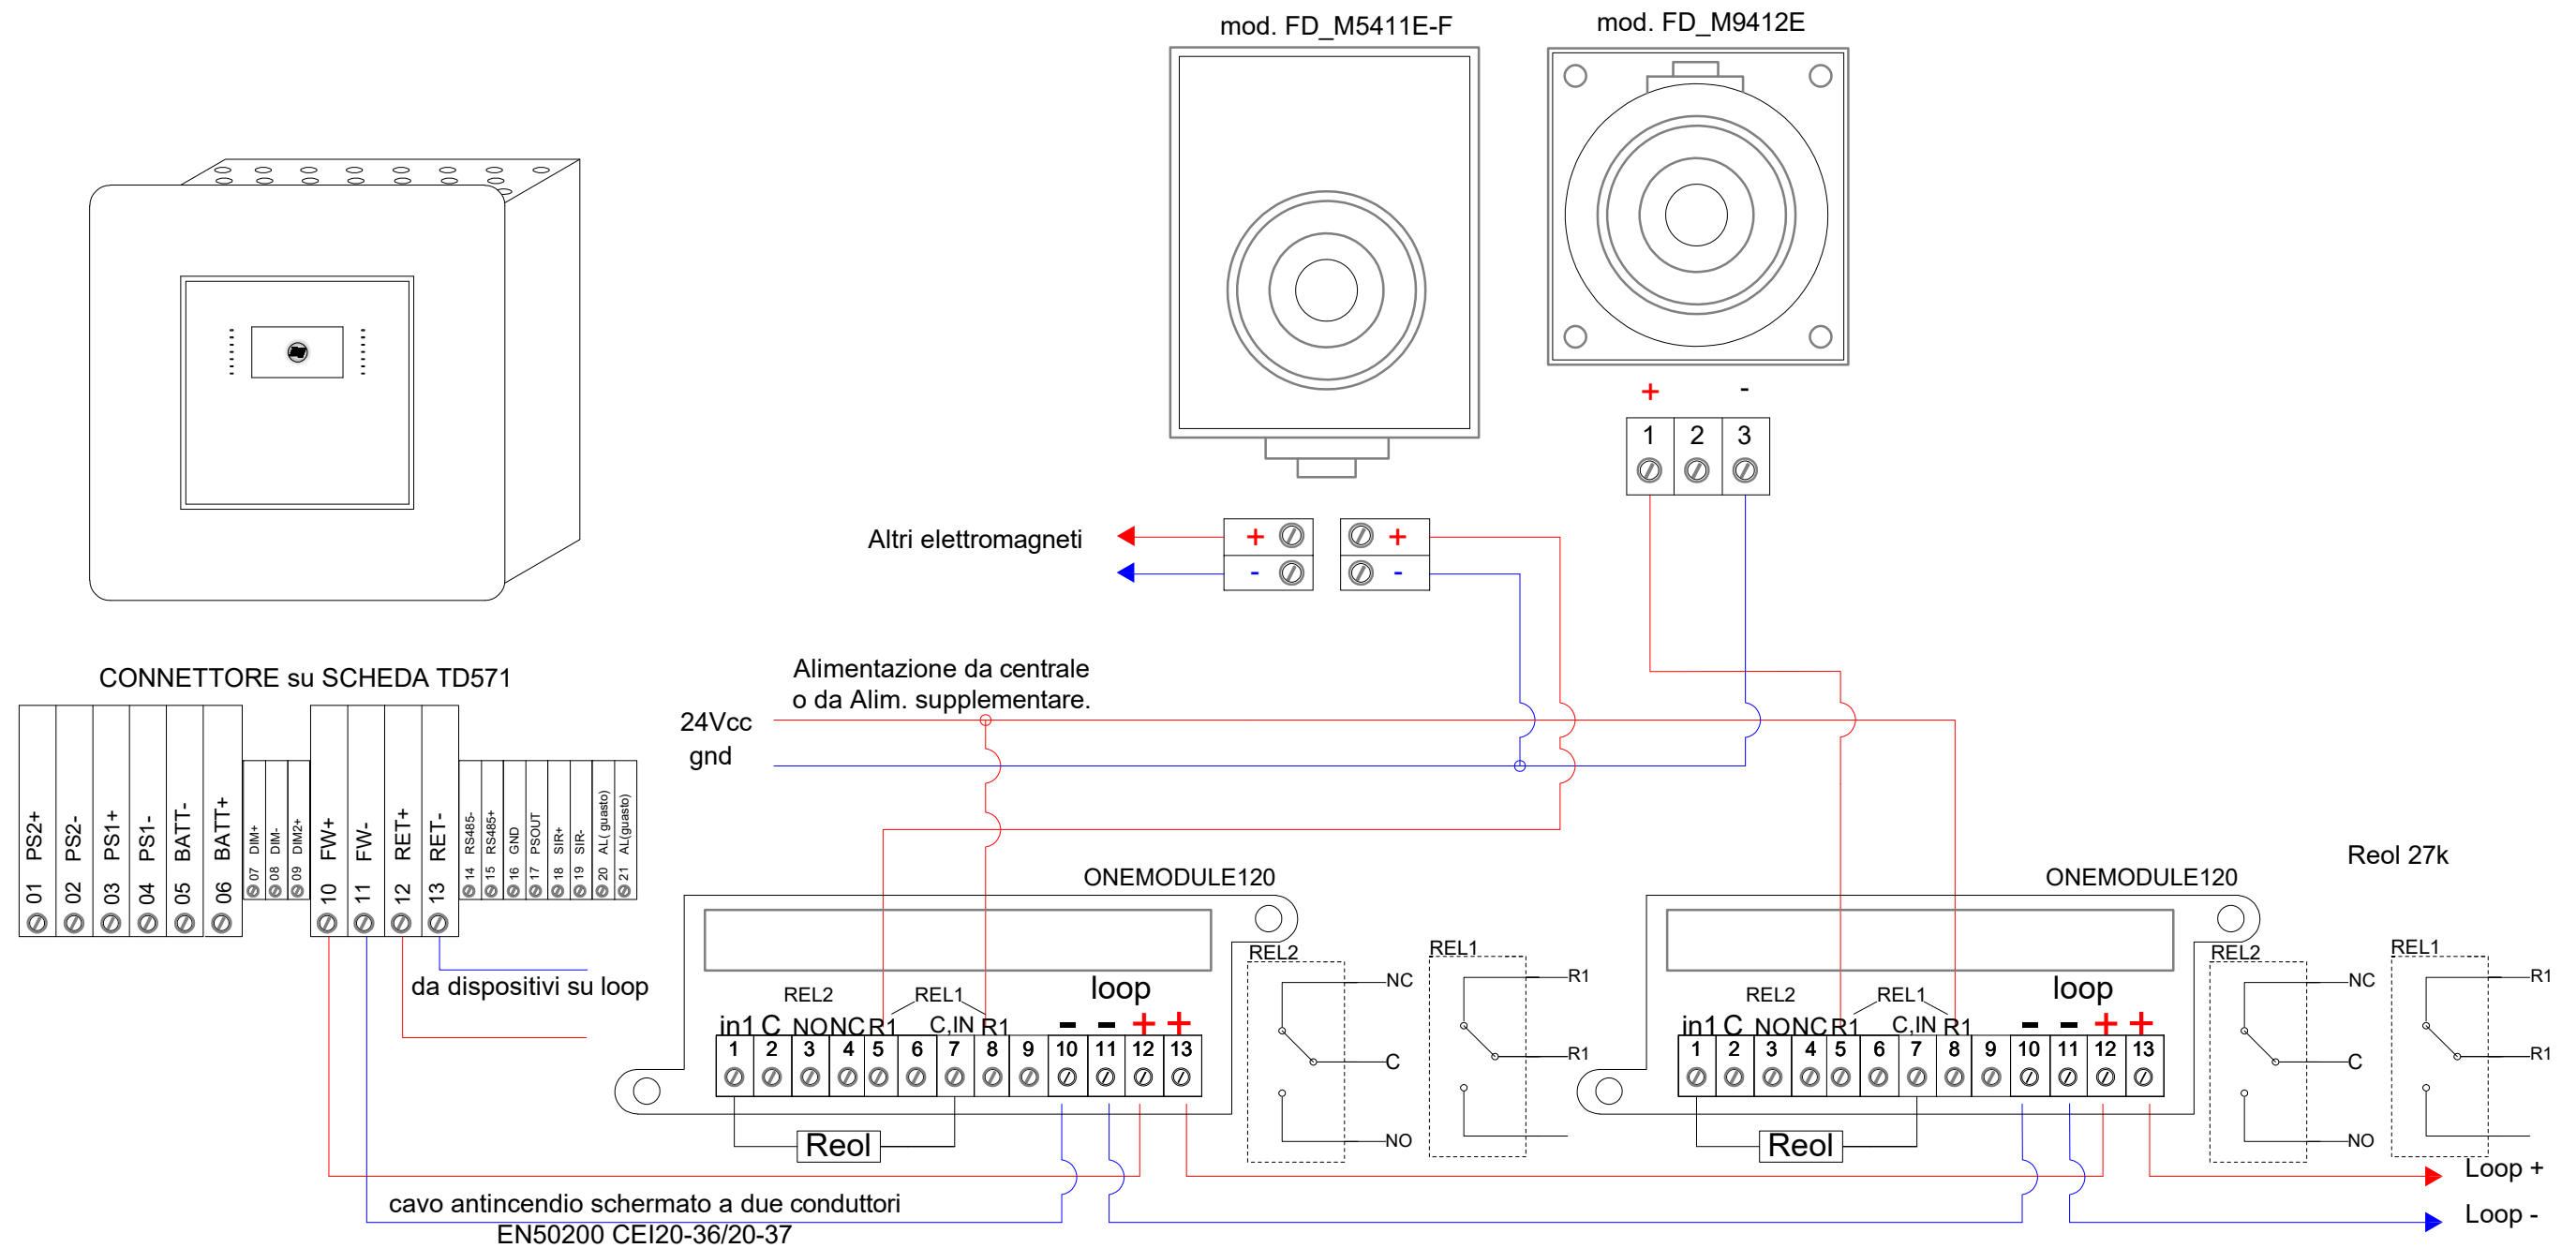 mod. FD_M5411E-F
mod. FD_M9412E
+ -
1 2 3
Altri elettromagneti
+ +
- -
Alimentazione da centrale
o da Alim. supplementare.
24Vcc
gnd
CONNETTORE su SCHEDA TD571
01 PS2+
02 PS2-
03 PS1+
04 PS1-
05 BATT-
06 BATT+
07 DIM+
08 DIM-
09 DIM2+
10 FW+
11 FW-
12 RET+
13 RET-
14 RS485-
15 RS485+
16 GND
17 PSOUT
18 SIR+
19 SIR-
20 AL( guasto)
21 AL(guasto)
da dispositivi su loop
ONEMODULE120
REL2 REL1 loop
in1 C NO NC R1 C,IN R1 - - + +
1 2 3 4 5 6 7 8 9 10 11 12 13
Reol
REL2
NC
C
NO
REL1
R1
R1
Reol 27k
ONEMODULE120
REL2 REL1 loop
in1 C NO NC R1 C,IN R1 - - + +
1 2 3 4 5 6 7 8 9 10 11 12 13
Reol
REL2
NC
C
NO
REL1
R1
R1
Loop +
Loop -
cavo antincendio schermato a due conduttori
EN50200 CEI20-36/20-37